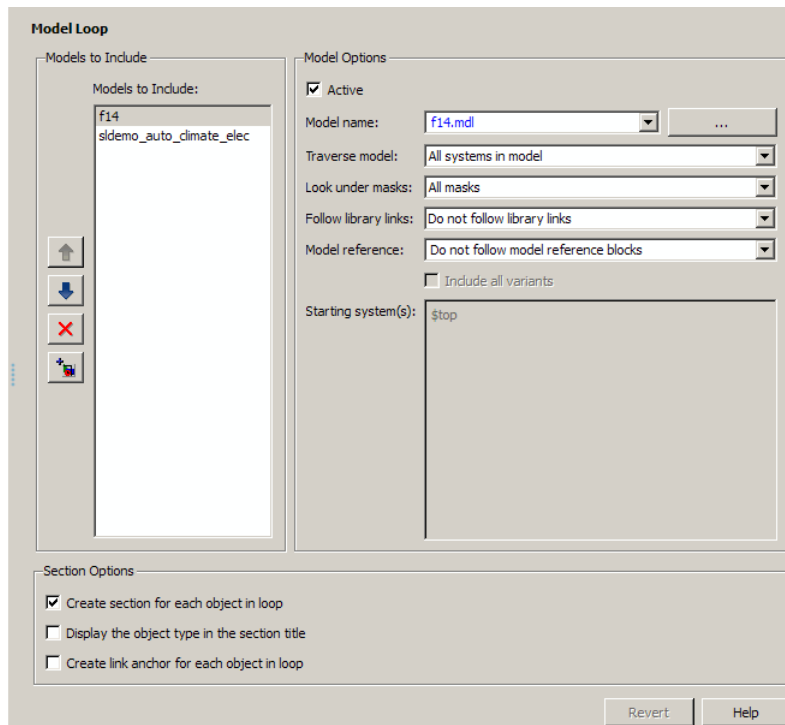 Model Loop
Models to Include
Models to Include:
f14
sldemo_auto_climate_elec
Model Options
Active
Model name: f14.mdl ...
Traverse model: All systems in model
Look under masks: All masks
Follow library links: Do not follow library links
Model reference: Do not follow model reference blocks
Include all variants
Starting system(s): $top
Section Options
Create section for each object in loop
Display the object type in the section title
Create link anchor for each object in loop
Revert Help